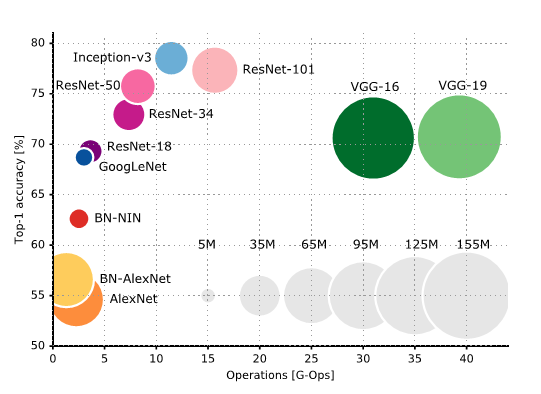 80
Inception-v3
ResNet-101
ResNet-50
VGG-16
VGG-19
75
ResNet-34
70
ResNet-18
GoogLeNet
65
BN-NIN
60
5M 35M 65M 95M 125M 155M
BN-AlexNet
55
AlexNet
50
0 5 10 15 20 25 30 35 40
Operations [G-Ops]
Top-1 accuracy [%]